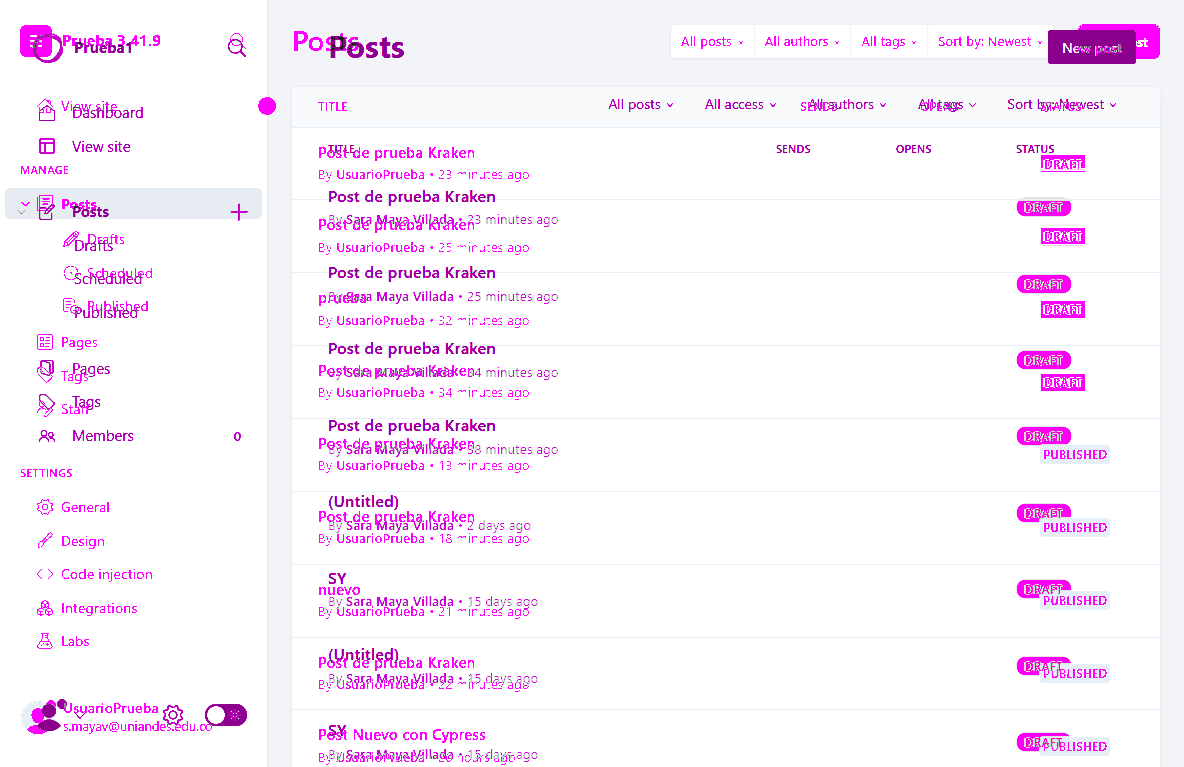 Prueba 3.41.9
Prueba1
View site
Dashboard
View site
MANAGE
Posts
Posts
Drafts
Drafts
Scheduled
Scheduled
Published
Published
Pages
Pages
Tags
Tags
Staff
Members 0
SETTINGS
General
Design
Code injection
Integrations
Labs
UsuarioPrueba
s.mayav@uniandes.edu.co
Posts
Posts
All posts All authors All tags Sort by: Newest
New post
All posts All access All authors All tags Sort by: Newest
TITLE SENDS OPENS STATUS
TITLE SENDS OPENS STATUS
Post de prueba Kraken
By UsuarioPrueba • 23 minutes ago
DRAFT
Post de prueba Kraken
By Sara Maya Villada • 23 minutes ago
DRAFT
Post de prueba Kraken
By UsuarioPrueba • 25 minutes ago
DRAFT
Post de prueba Kraken
By Sara Maya Villada • 25 minutes ago
DRAFT
prueba
By UsuarioPrueba • 32 minutes ago
DRAFT
Post de prueba Kraken
By Sara Maya Villada • 34 minutes ago
DRAFT
Post de prueba Kraken
By UsuarioPrueba • 34 minutes ago
DRAFT
Post de prueba Kraken
By Sara Maya Villada • 38 minutes ago
DRAFT
Post de prueba Kraken
By UsuarioPrueba • 13 minutes ago
PUBLISHED
(Untitled)
By Sara Maya Villada • 2 days ago
DRAFT
Post de prueba Kraken
By UsuarioPrueba • 18 minutes ago
PUBLISHED
SY
By Sara Maya Villada • 15 days ago
DRAFT
nuevo
By UsuarioPrueba • 21 minutes ago
PUBLISHED
(Untitled)
By Sara Maya Villada • 15 days ago
DRAFT
Post de prueba Kraken
By UsuarioPrueba • 22 minutes ago
PUBLISHED
SY
By Sara Maya Villada • 15 days ago
DRAFT
Post Nuevo con Cypress
By UsuarioPrueba • hours ago
PUBLISHED